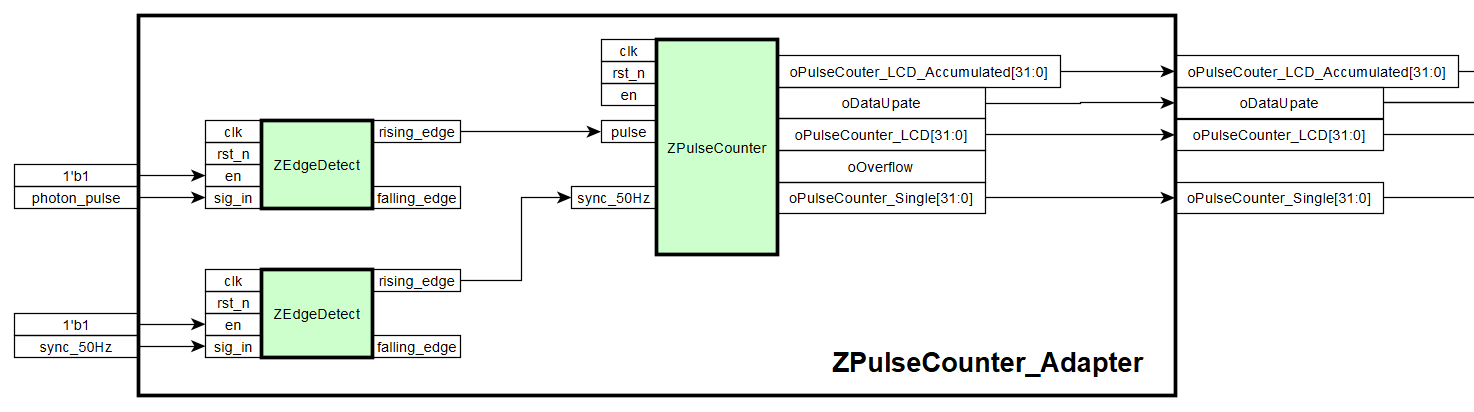 clk
rst_n
en
pulse
sync_50Hz
ZPulseCounter
oPulseCouter_LCD_Accumulated[31:0]
oDataUpate
oPulseCounter_LCD[31:0]
oOverflow
oPulseCounter_Single[31:0]
oPulseCouter_LCD_Accumulated[31:0]
oDataUpate
oPulseCounter_LCD[31:0]
oPulseCounter_Single[31:0]
1'b1
photon_pulse
clk
rst_n
en
sig_in
ZEdgeDetect
rising_edge
falling_edge
1'b1
sync_50Hz
clk
rst_n
en
sig_in
ZEdgeDetect
rising_edge
falling_edge
ZPulseCounter_Adapter